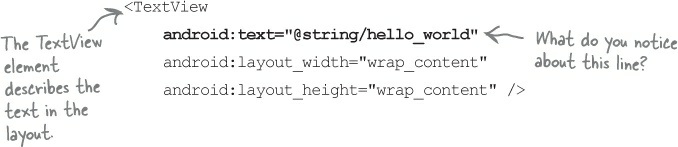 <TextView
android:text="@string/hello_world"
android:layout_width="wrap_content"
android:layout_height="wrap_content" />
The TextView
element
describes the
text in the
layout.
What do you notice
about this line?